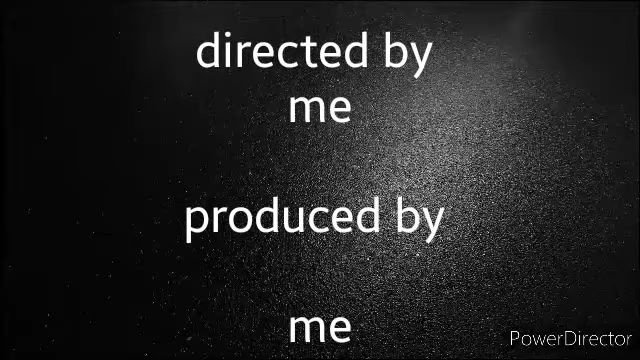 directed by
me
produced by
me
PowerDirector